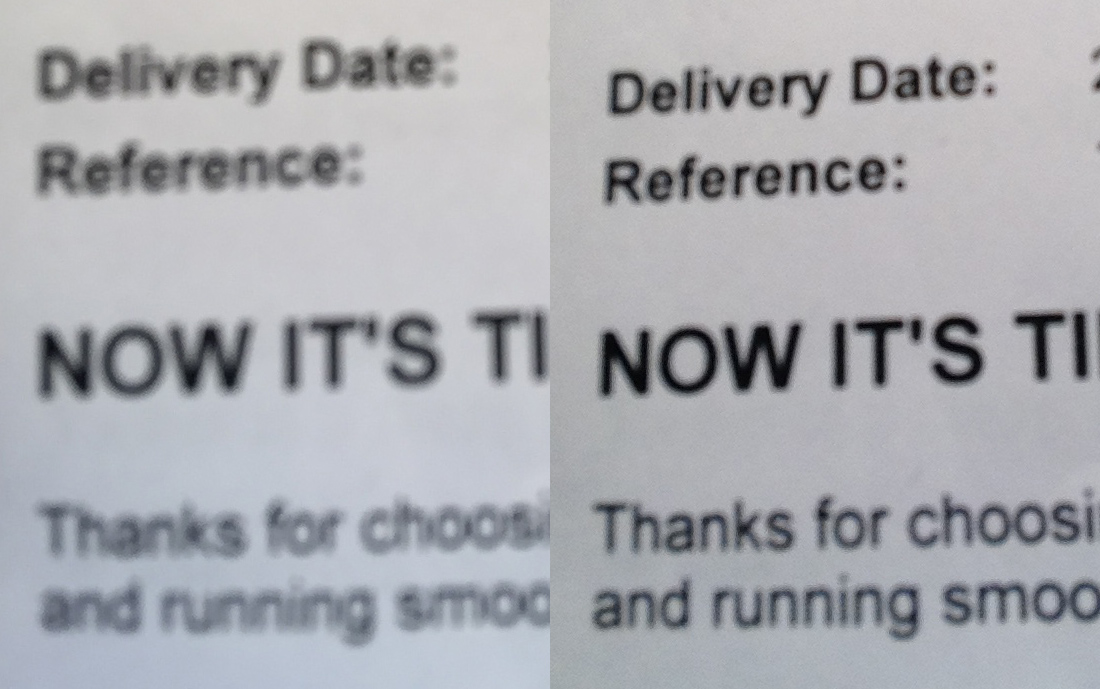 Delivery Date:
Reference:
NOW IT'S TI
Thanks for choosi
and running smoo
Delivery Date:
Reference:
NOW IT'S TI
Thanks for choosi
and running smoo